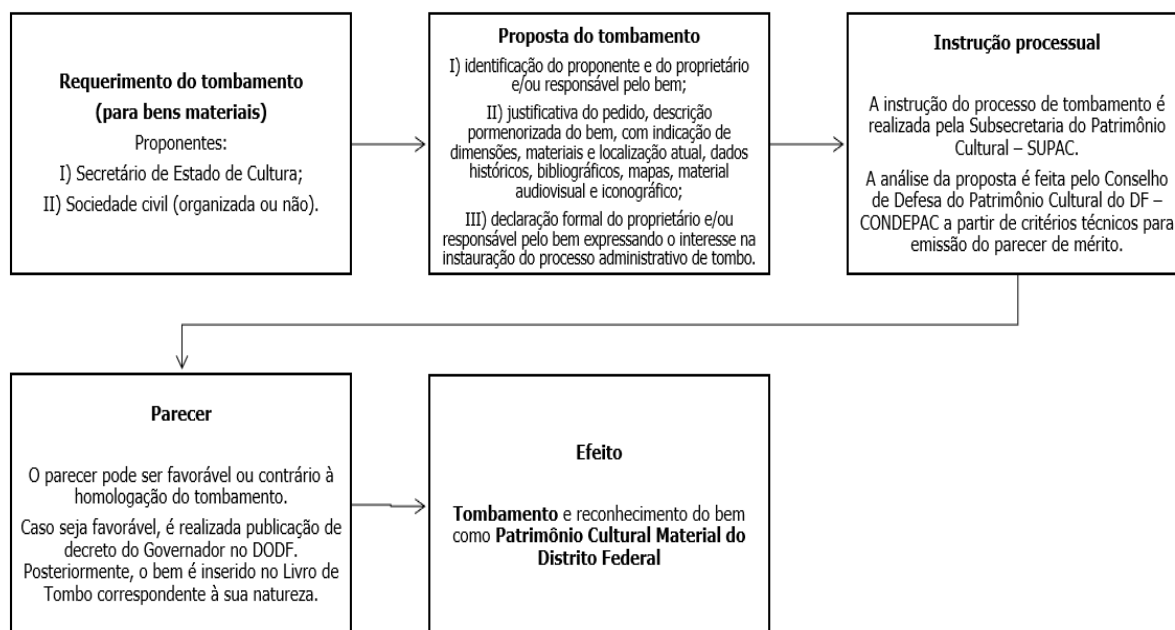 Requerimento do tombamento
(para bens materiais)
Proponentes:
I) Secretário de Estado de Cultura;
II) Sociedade civil (organizada ou não).
Proposta do tombamento
I) identificação do proponente e do proprietário
e/ou responsável pelo bem;
II) justificativa do pedido, descrição
pormenorizada do bem, com indicação de
dimensões, materiais e localização atual, dados
históricos, bibliográficos, mapas, material
audiovisual e iconográfico;
III) declaração formal do proprietário e/ou
responsável pelo bem expressando o interesse na
instauração do processo administrativo de tombo.
Instrução processual
A instrução do processo de tombamento é
realizada pela Subsecretaria do Patrimônio
Cultural – SUPAC.
A análise da proposta é feita pelo Conselho
de Defesa do Patrimônio Cultural do DF –
CONDEPAC a partir de critérios técnicos para
emissão do parecer de mérito.
Parecer
O parecer pode ser favorável ou contrário à
homologação do tombamento.
Caso seja favorável, é realizada publicação de
decreto do Governador no DODF.
Posteriormente, o bem é inserido no Livro de
Tombo correspondente à sua natureza.
Efeito
Tombamento e reconhecimento do bem
como Patrimônio Cultural Material do
Distrito Federal